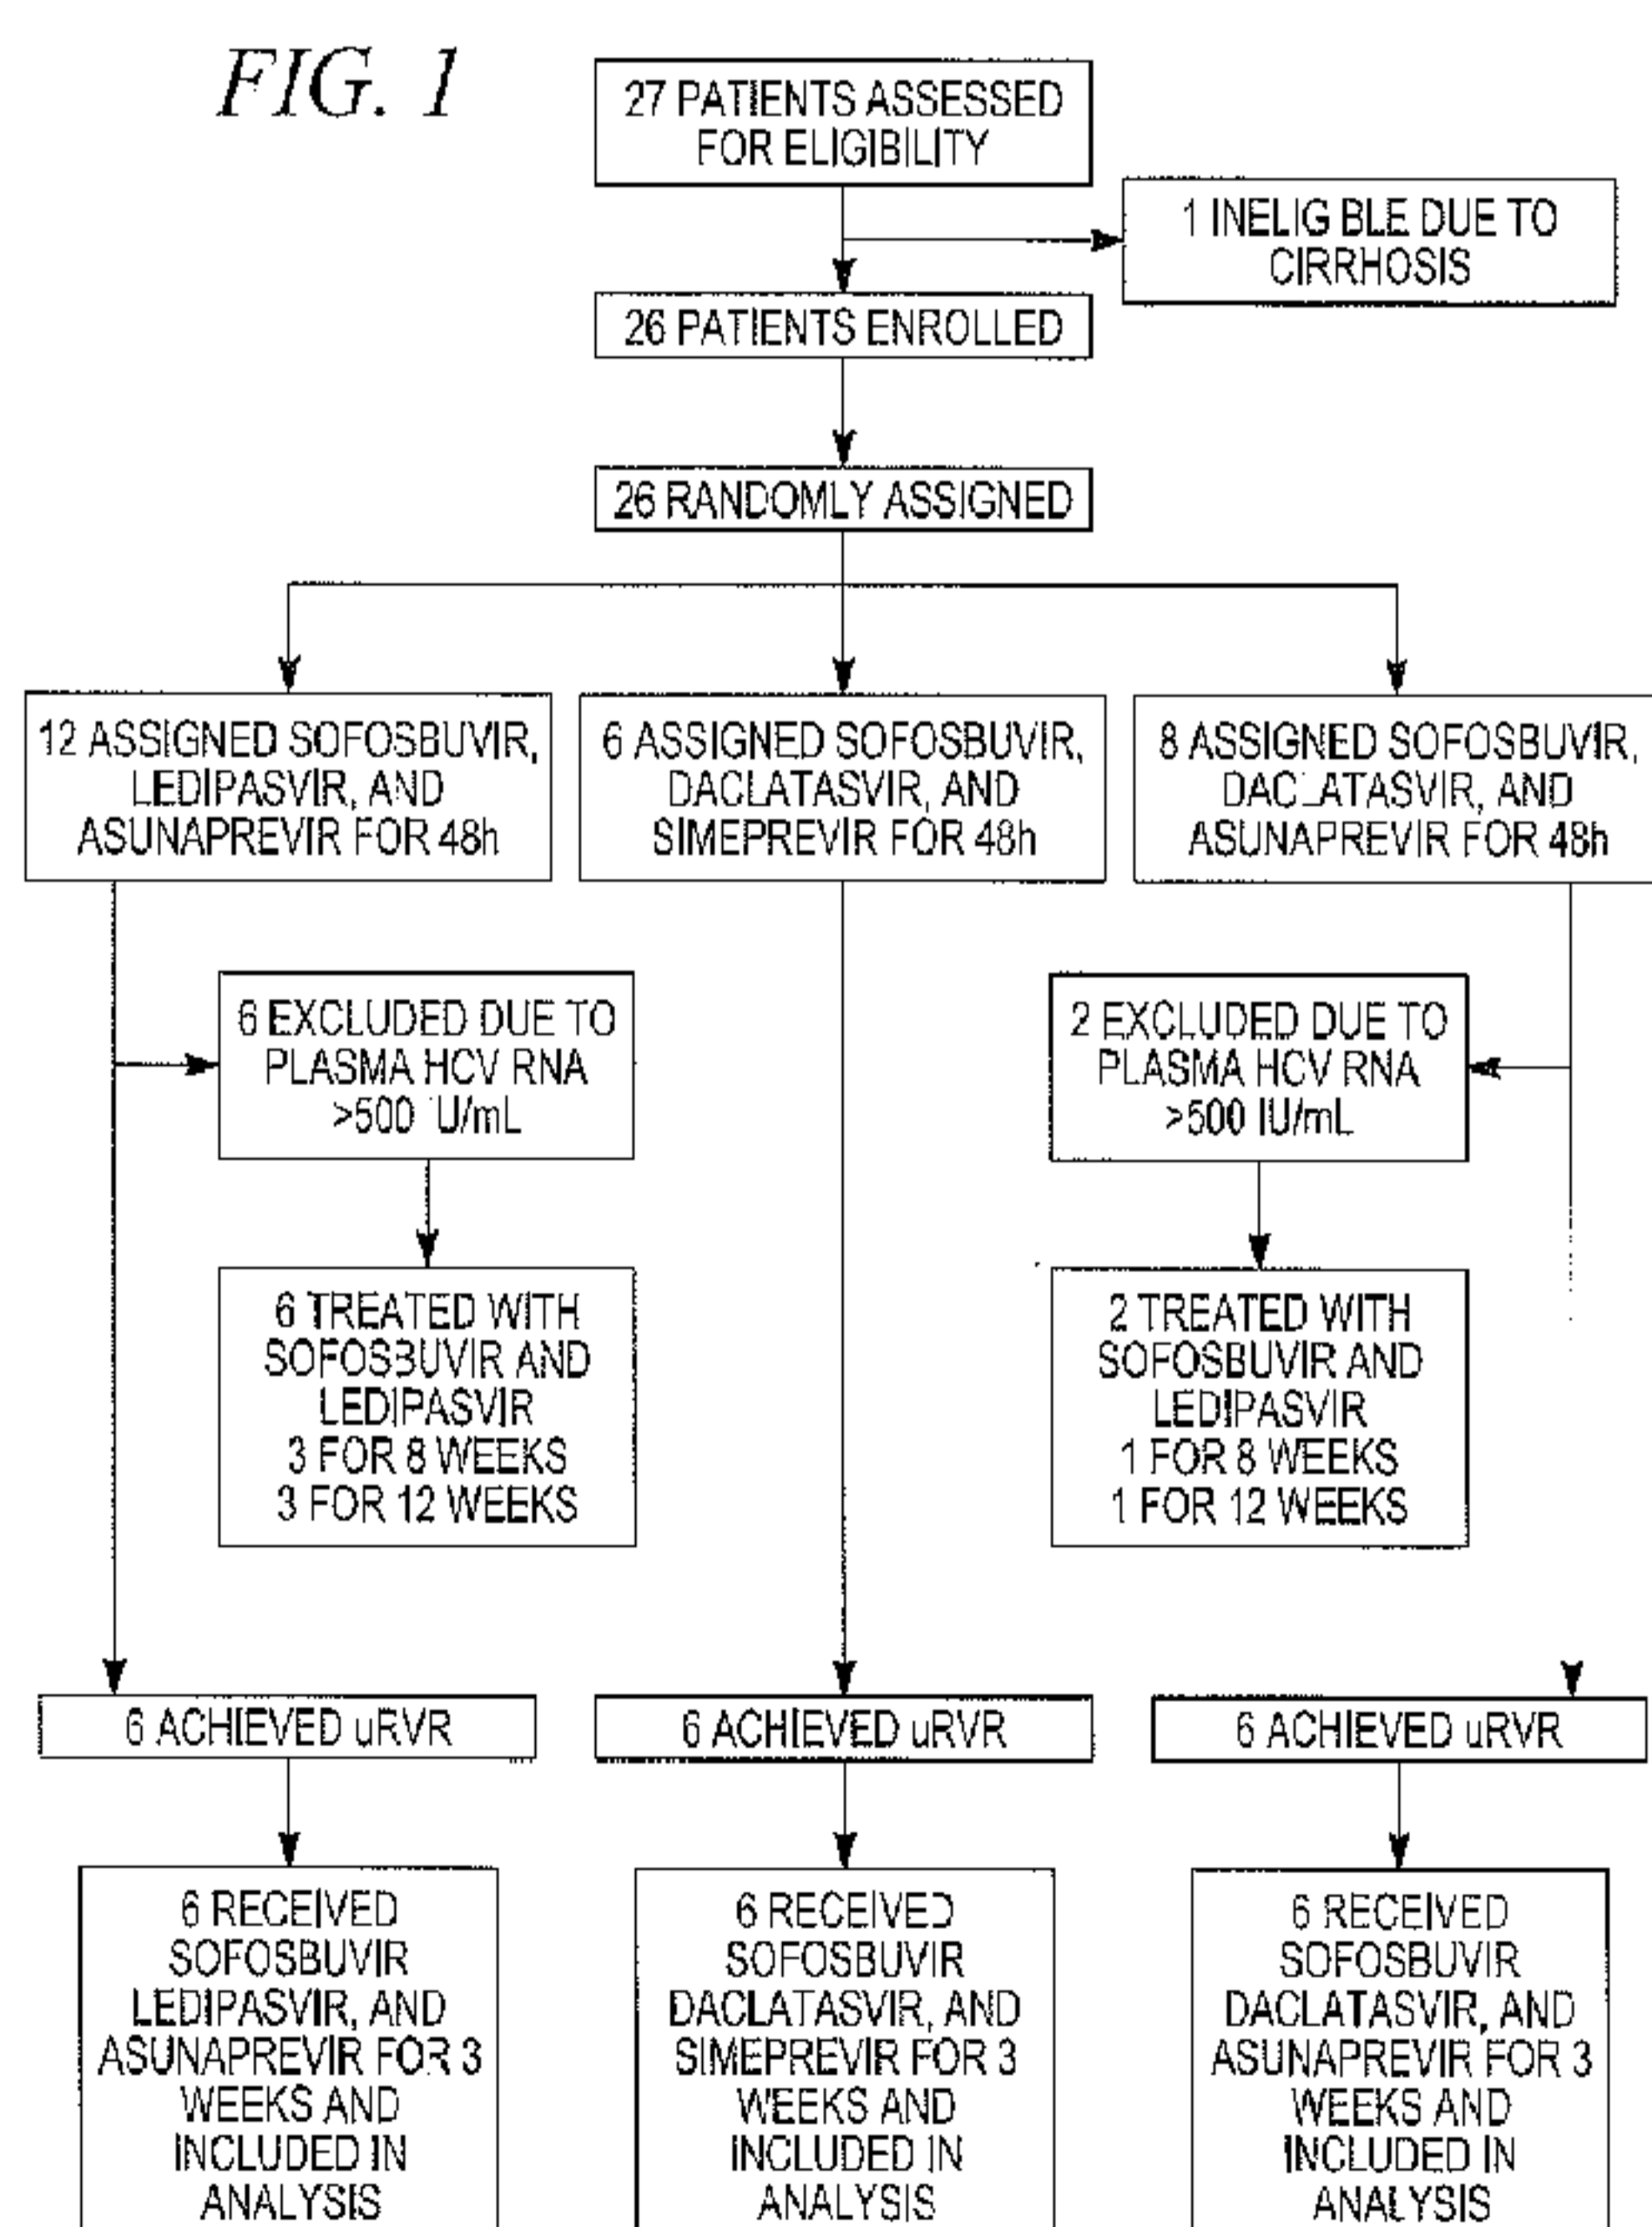 FIG. 1
27 PATIENTS ASSESSED
FOR ELIGIBILITY
1 INELIG BLE DUE TO
CIRRHOSIS
26 PATIENTS ENROLLED
26 RANDOMLY ASSIGNED
12 ASSIGNED SOFOSBUVIR,
LEDIPASVIR, AND
ASUNAPREVIR FOR 48h
6 ASSIGNED SOFOSBUVIR,
DACLATASVIR, AND
SIMEPREVIR FOR 48h
8 ASSIGNED SOFOSBUVIR,
DACLATASVIR, AND
ASUNAPREVIR FOR 48h
6 EXCLUDED DUE TO
PLASMA HCV RNA
>500 IU/mL
2 EXCLUDED DUE TO
PLASMA HCV RNA
>500 IU/mL
6 TREATED WITH
SOFOSBUVIR AND
LEDIPASVIR
3 FOR 8 WEEKS
3 FOR 12 WEEKS
2 TREATED WITH
SOFOSBUVIR AND
LEDIPASVIR
1 FOR 8 WEEKS
1 FOR 12 WEEKS
6 ACHIEVED uRVR
6 ACHIEVED uRVR
6 ACHIEVED uRVR
6 RECEIVED
SOFOSBUVIR
LEDIPASVIR, AND
ASUNAPREVIR FOR 3
WEEKS AND
INCLUDED IN
ANALYSIS
6 RECEIVED
SOFOSBUVIR
DACLATASVIR, AND
SIMEPREVIR FOR 3
WEEKS AND
INCLUDED IN
ANALYSIS
6 RECEIVED
SOFOSBUVIR
DACLATASVIR, AND
ASUNAPREVIR FOR 3
WEEKS AND
INCLUDED IN
ANALYSIS